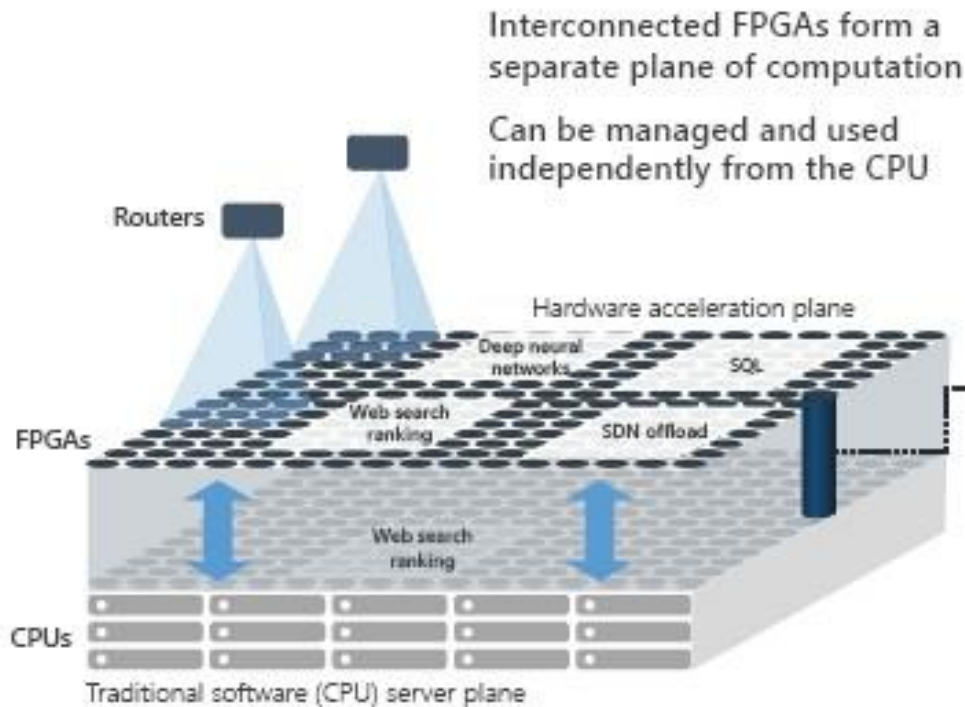 Interconnected FPGAs form a
separate plane of computation
Can be managed and used
independently from the CPU
Routers
Hardware acceleration plane
Deep neural
networks
SQL
Web search
ranking
SDN offload
FPGAs
Web search
ranking
CPUs
Traditional software (CPU) server plane